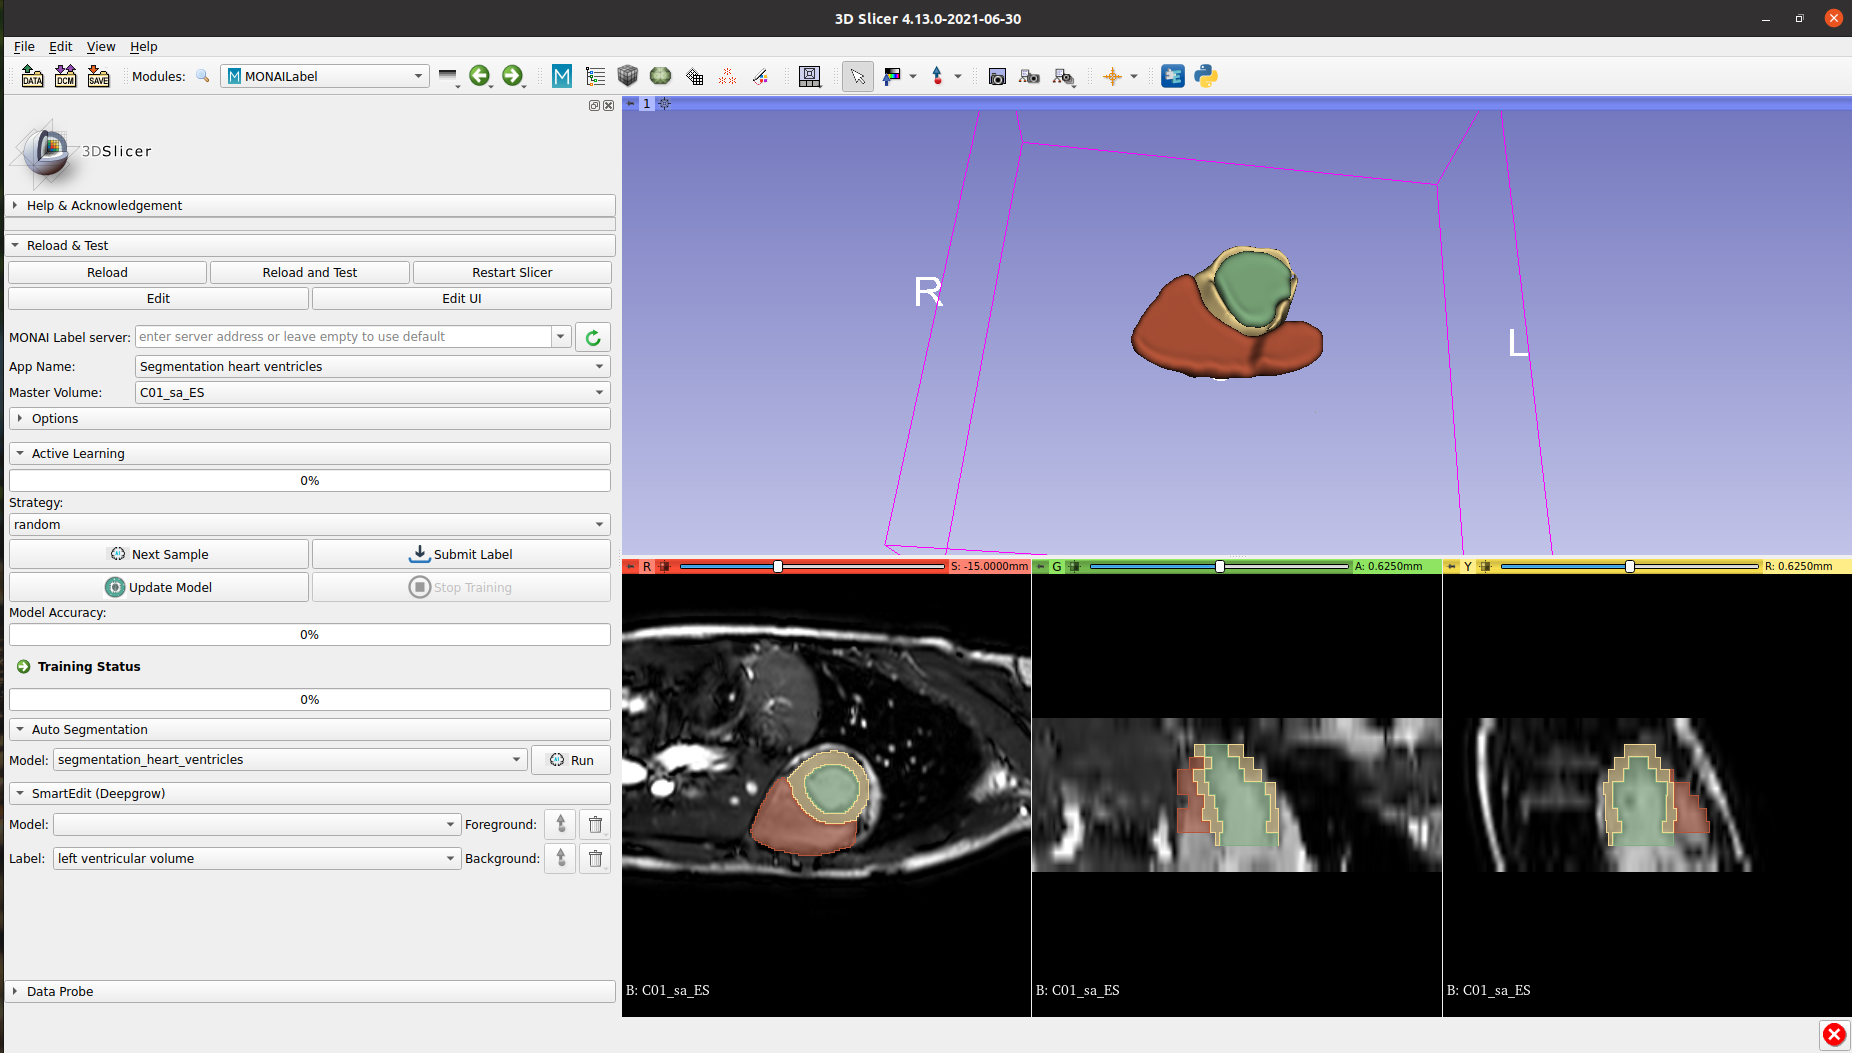 3D Slicer 4.13.0-2021-06-30
File Edit View Help
DATA DCM SAVE Modules: M MONAILabel M
1
3DSlicer
Help & Acknowledgement
Reload & Test
Reload Reload and Test Restart Slicer
Edit Edit UI
MONAI Label server: enter server address or leave empty to use default
App Name: Segmentation heart ventricles
Master Volume: C01_sa_ES
Options
Active Learning
0%
Strategy:
random
Next Sample Submit Label
Update Model Stop Training
Model Accuracy:
0%
Training Status
0%
Auto Segmentation
Model: segmentation_heart_ventricles Run
SmartEdit (Deepgrow)
Model: Foreground:
Label: left ventricular volume Background:
Data Probe
R
L
R S: -15.0000mm
G A: 0.6250mm
Y R: 0.6250mm
B: C01_sa_ES
B: C01_sa_ES
B: C01_sa_ES